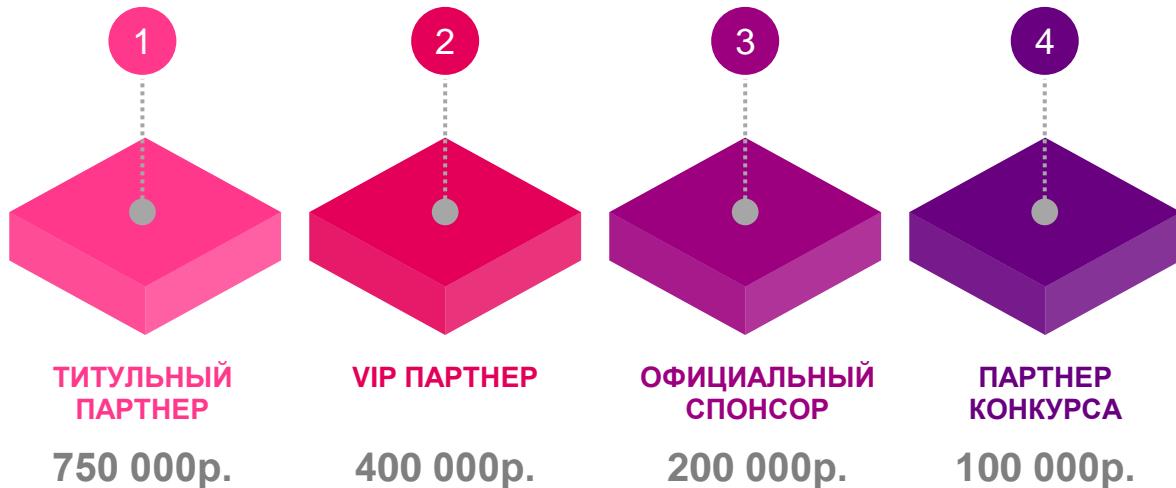 1
2
3
4
ТИТУЛЬНЫЙ
ПАРТНЕР
750 000р.
VIP ПАРТНЕР
400 000р.
ОФИЦИАЛЬНЫЙ
СПОНСОР
200 000р.
ПАРТНЕР
КОНКУРСА
100 000р.